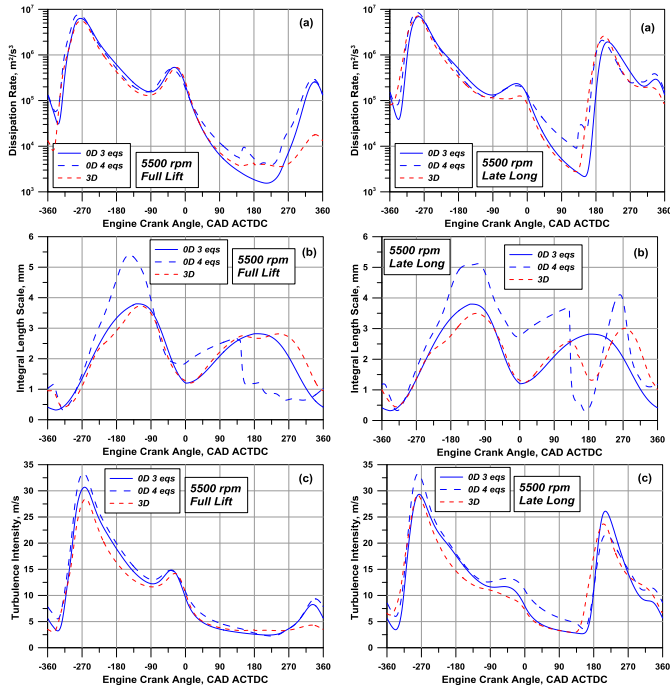 Dissipation Rate, m²/s³
10⁷
10⁶
10⁵
10⁴
10³
(a)
0D 3 eqs
0D 4 eqs
3D
5500 rpm
Full Lift
-360 -270 -180 -90 0 90 180 270 360
Engine Crank Angle, CAD ACTDC
Dissipation Rate, m²/s³
10⁷
10⁶
10⁵
10⁴
10³
(a)
0D 3 eqs
0D 4 eqs
3D
5500 rpm
Late Long
-360 -270 -180 -90 0 90 180 270 360
Engine Crank Angle, CAD ACTDC
Integral Length Scale, mm
6
5
4
3
2
1
0
0D 3 eqs
0D 4 eqs
3D
5500 rpm
Full Lift
(b)
-360 -270 -180 -90 0 90 180 270 360
Engine Crank Angle, CAD ACTDC
Integral Length Scale, mm
6
5
4
3
2
1
0
5500 rpm
Late Long
0D 3 eqs
0D 4 eqs
3D
(b)
-360 -270 -180 -90 0 90 180 270 360
Engine Crank Angle, CAD ACTDC
Turbulence Intensity, m/s
35
30
25
20
15
10
5
0
0D 3 eqs
0D 4 eqs
3D
5500 rpm
Full Lift
(c)
-360 -270 -180 -90 0 90 180 270 360
Engine Crank Angle, CAD ACTDC
Turbulence Intensity, m/s
35
30
25
20
15
10
5
0
0D 3 eqs
0D 4 eqs
3D
5500 rpm
Late Long
(c)
-360 -270 -180 -90 0 90 180 270 360
Engine Crank Angle, CAD ACTDC